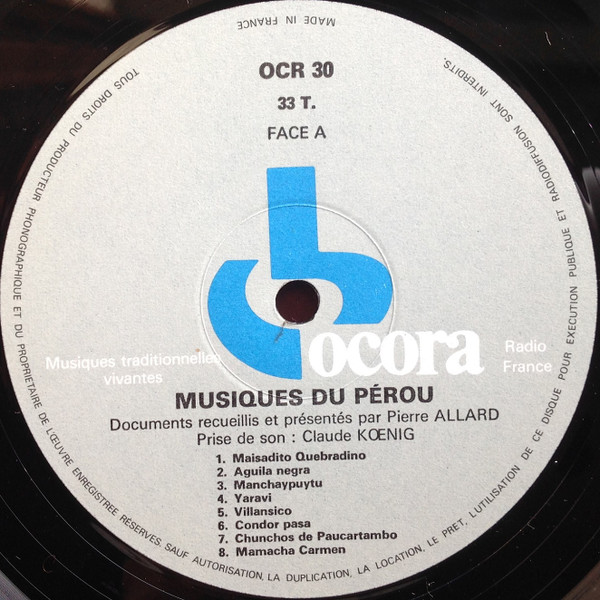 MADE IN FRANCE
OCR 30
33 T.
FACE A
ocora
Musiques traditionnelles
vivantes
Radio
France
MUSIQUES DU PÉROU
Documents recueillis et présentés par Pierre ALLARD
Prise de son : Claude KŒNIG
1. Maisadito Quebradino
2. Aguila negra
3. Manchaypuytu
4. Yaravi
5. Villansico
6. Condor pasa
7. Chunchos de Paucartambo
8. Mamacha Carmen
TOUS DROITS DU PRODUCTEUR PHONOGRAPHIQUE ET DU PROPRIETAIRE DE L'ŒUVRE ENREGISTREE RESERVES. SAUF AUTORISATION, LA DUPLICATION, LA LOCATION, LE PRET, L'UTILISATION DE CE DISQUE POUR EXECUTION PUBLIQUE ET RADIODIFFUSION SONT INTERDITS.